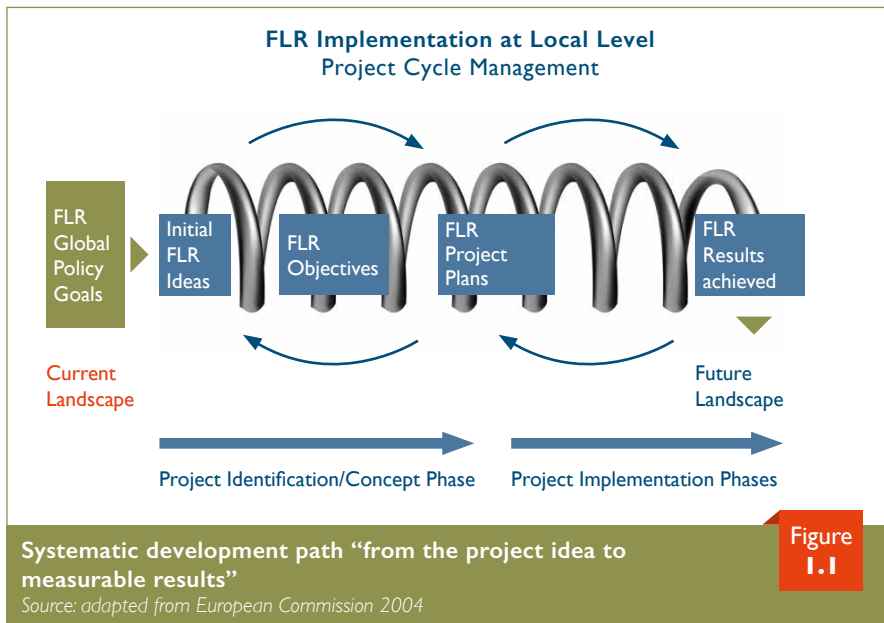 FLR Implementation at Local Level
Project Cycle Management
FLR
Global
Policy
Goals
Initial
FLR
Ideas
FLR
Objectives
FLR
Project
Plans
FLR
Results
achieved
Current
Landscape
Future
Landscape
Project Identification/Concept Phase
Project Implementation Phases
Systematic development path “from the project idea to
measurable results”
Source: adapted from European Commission 2004
Figure
1.1